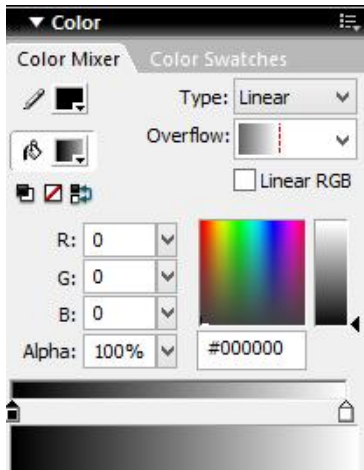 Color
Color Mixer Color Swatches
Type: Linear
Overflow:
Linear RGB
R: 0
G: 0
B: 0
Alpha: 100% #000000